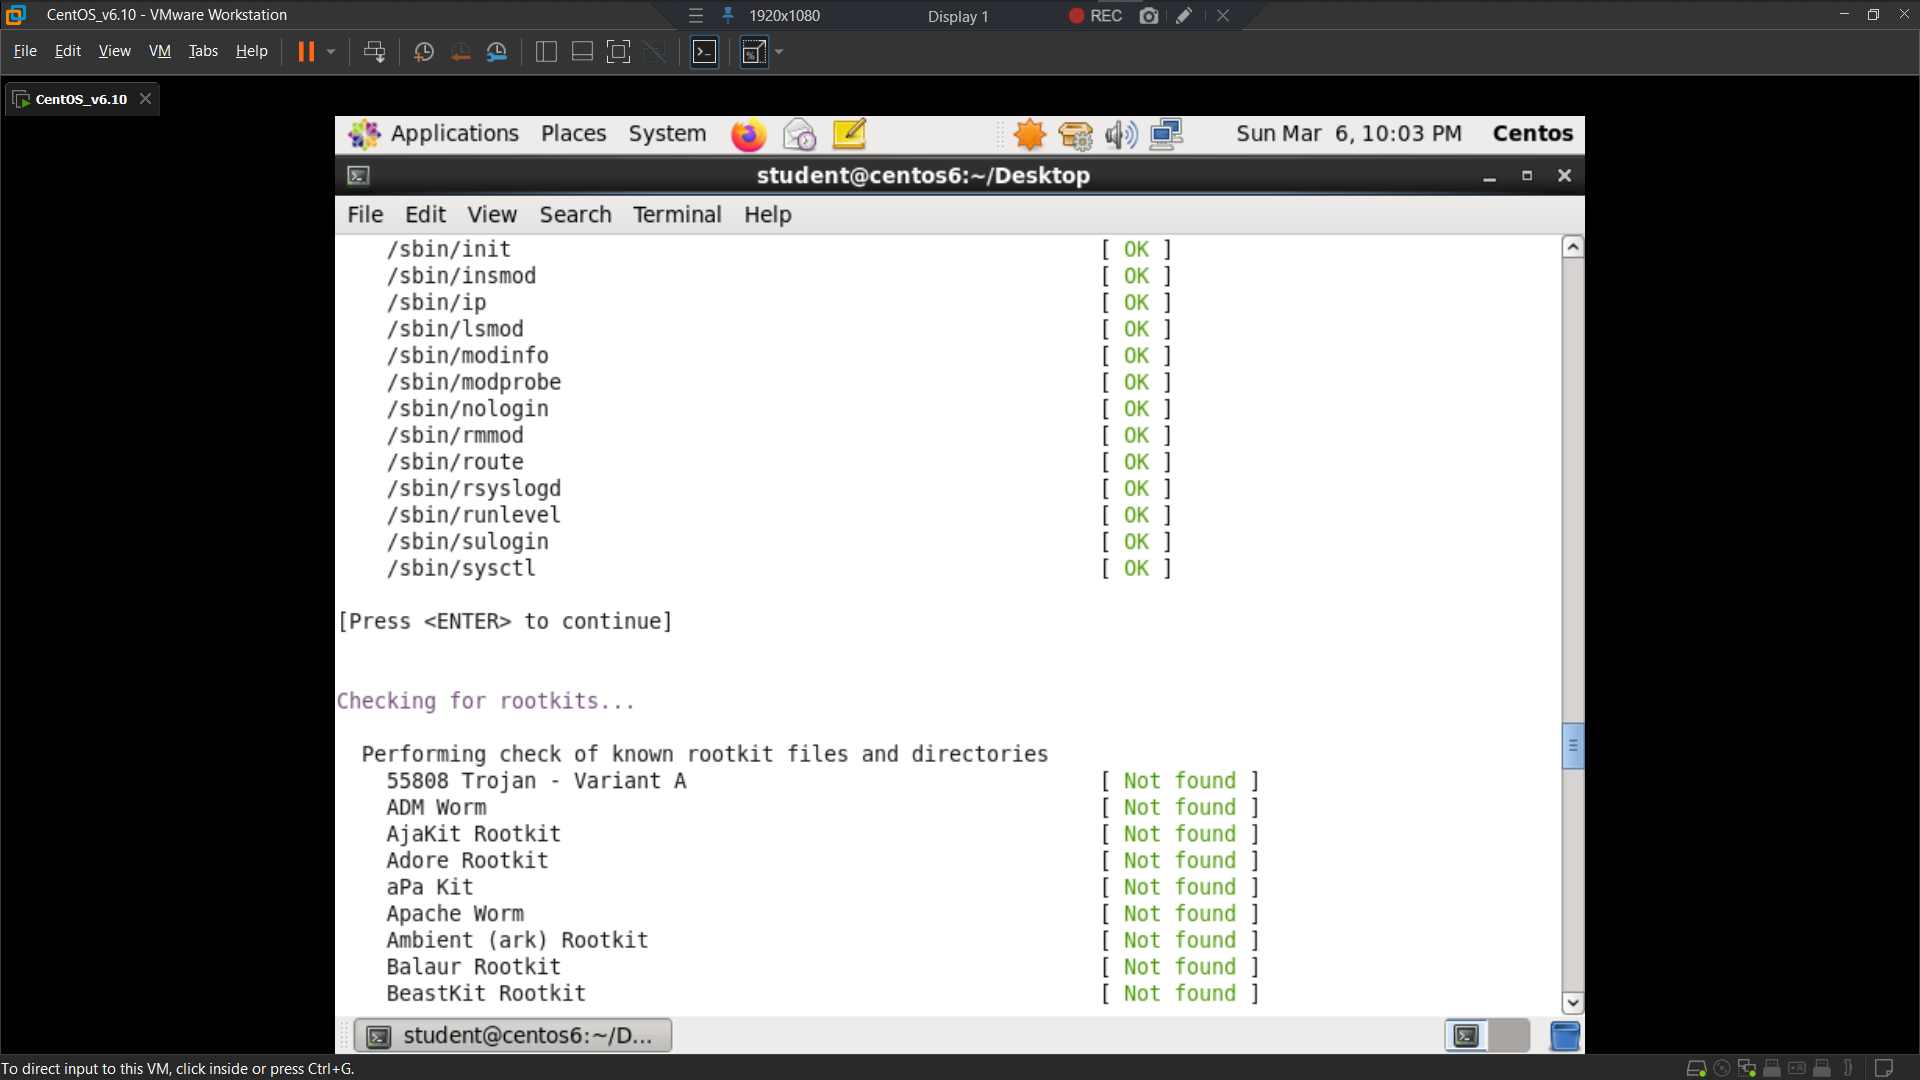 CentOS_v6.10 - VMware Workstation
1920x1080
Display 1
REC
File Edit View VM Tabs Help
CentOS_v6.10
Applications Places System
Sun Mar 6, 10:03 PM Centos
student@centos6:~/Desktop
File Edit View Search Terminal Help
/sbin/init [ OK ]
/sbin/insmod [ OK ]
/sbin/ip [ OK ]
/sbin/lsmod [ OK ]
/sbin/modinfo [ OK ]
/sbin/modprobe [ OK ]
/sbin/nologin [ OK ]
/sbin/rmmod [ OK ]
/sbin/route [ OK ]
/sbin/rsyslogd [ OK ]
/sbin/runlevel [ OK ]
/sbin/sulogin [ OK ]
/sbin/sysctl [ OK ]
[Press <ENTER> to continue]
Checking for rootkits...
Performing check of known rootkit files and directories
55808 Trojan - Variant A [ Not found ]
ADM Worm [ Not found ]
AjaKit Rootkit [ Not found ]
Adore Rootkit [ Not found ]
aPa Kit [ Not found ]
Apache Worm [ Not found ]
Ambient (ark) Rootkit [ Not found ]
Balaur Rootkit [ Not found ]
BeastKit Rootkit [ Not found ]
student@centos6:~/D...
To direct input to this VM, click inside or press Ctrl+G.